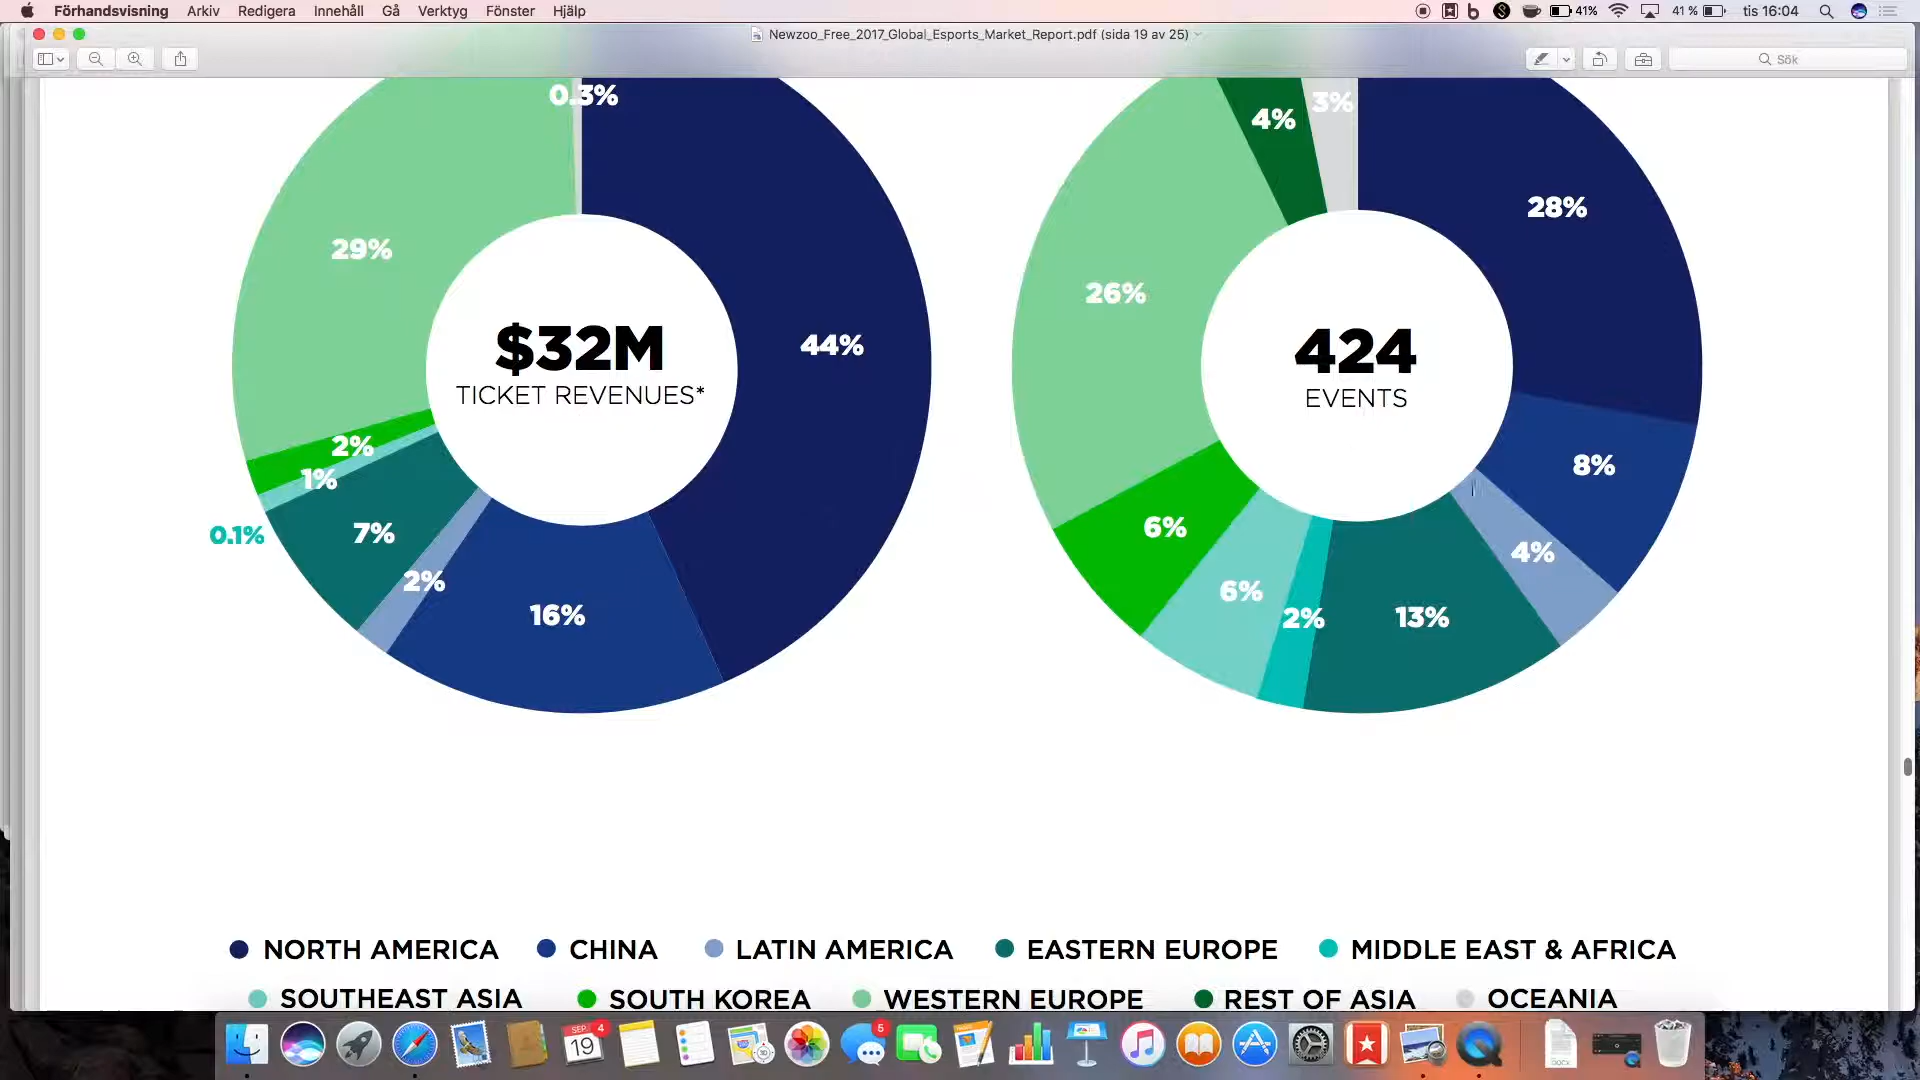 Förhandsvisning Arkiv Redigera Innehåll Gå Verktyg Fönster Hjälp 41% 41 % tis 16:04
Newzoo_Free_2017_Global_Esports_Market_Report.pdf (sida 19 av 25)
Sök
0.3%
29%
44%
$32M
TICKET REVENUES*
2%
1%
0.1%
7%
2%
16%
4%
3%
28%
26%
424
EVENTS
8%
6%
4%
6%
2%
13%
NORTH AMERICA CHINA LATIN AMERICA EASTERN EUROPE MIDDLE EAST & AFRICA
SOUTHEAST ASIA SOUTH KOREA WESTERN EUROPE REST OF ASIA OCEANIA
SEP. 4
19
5